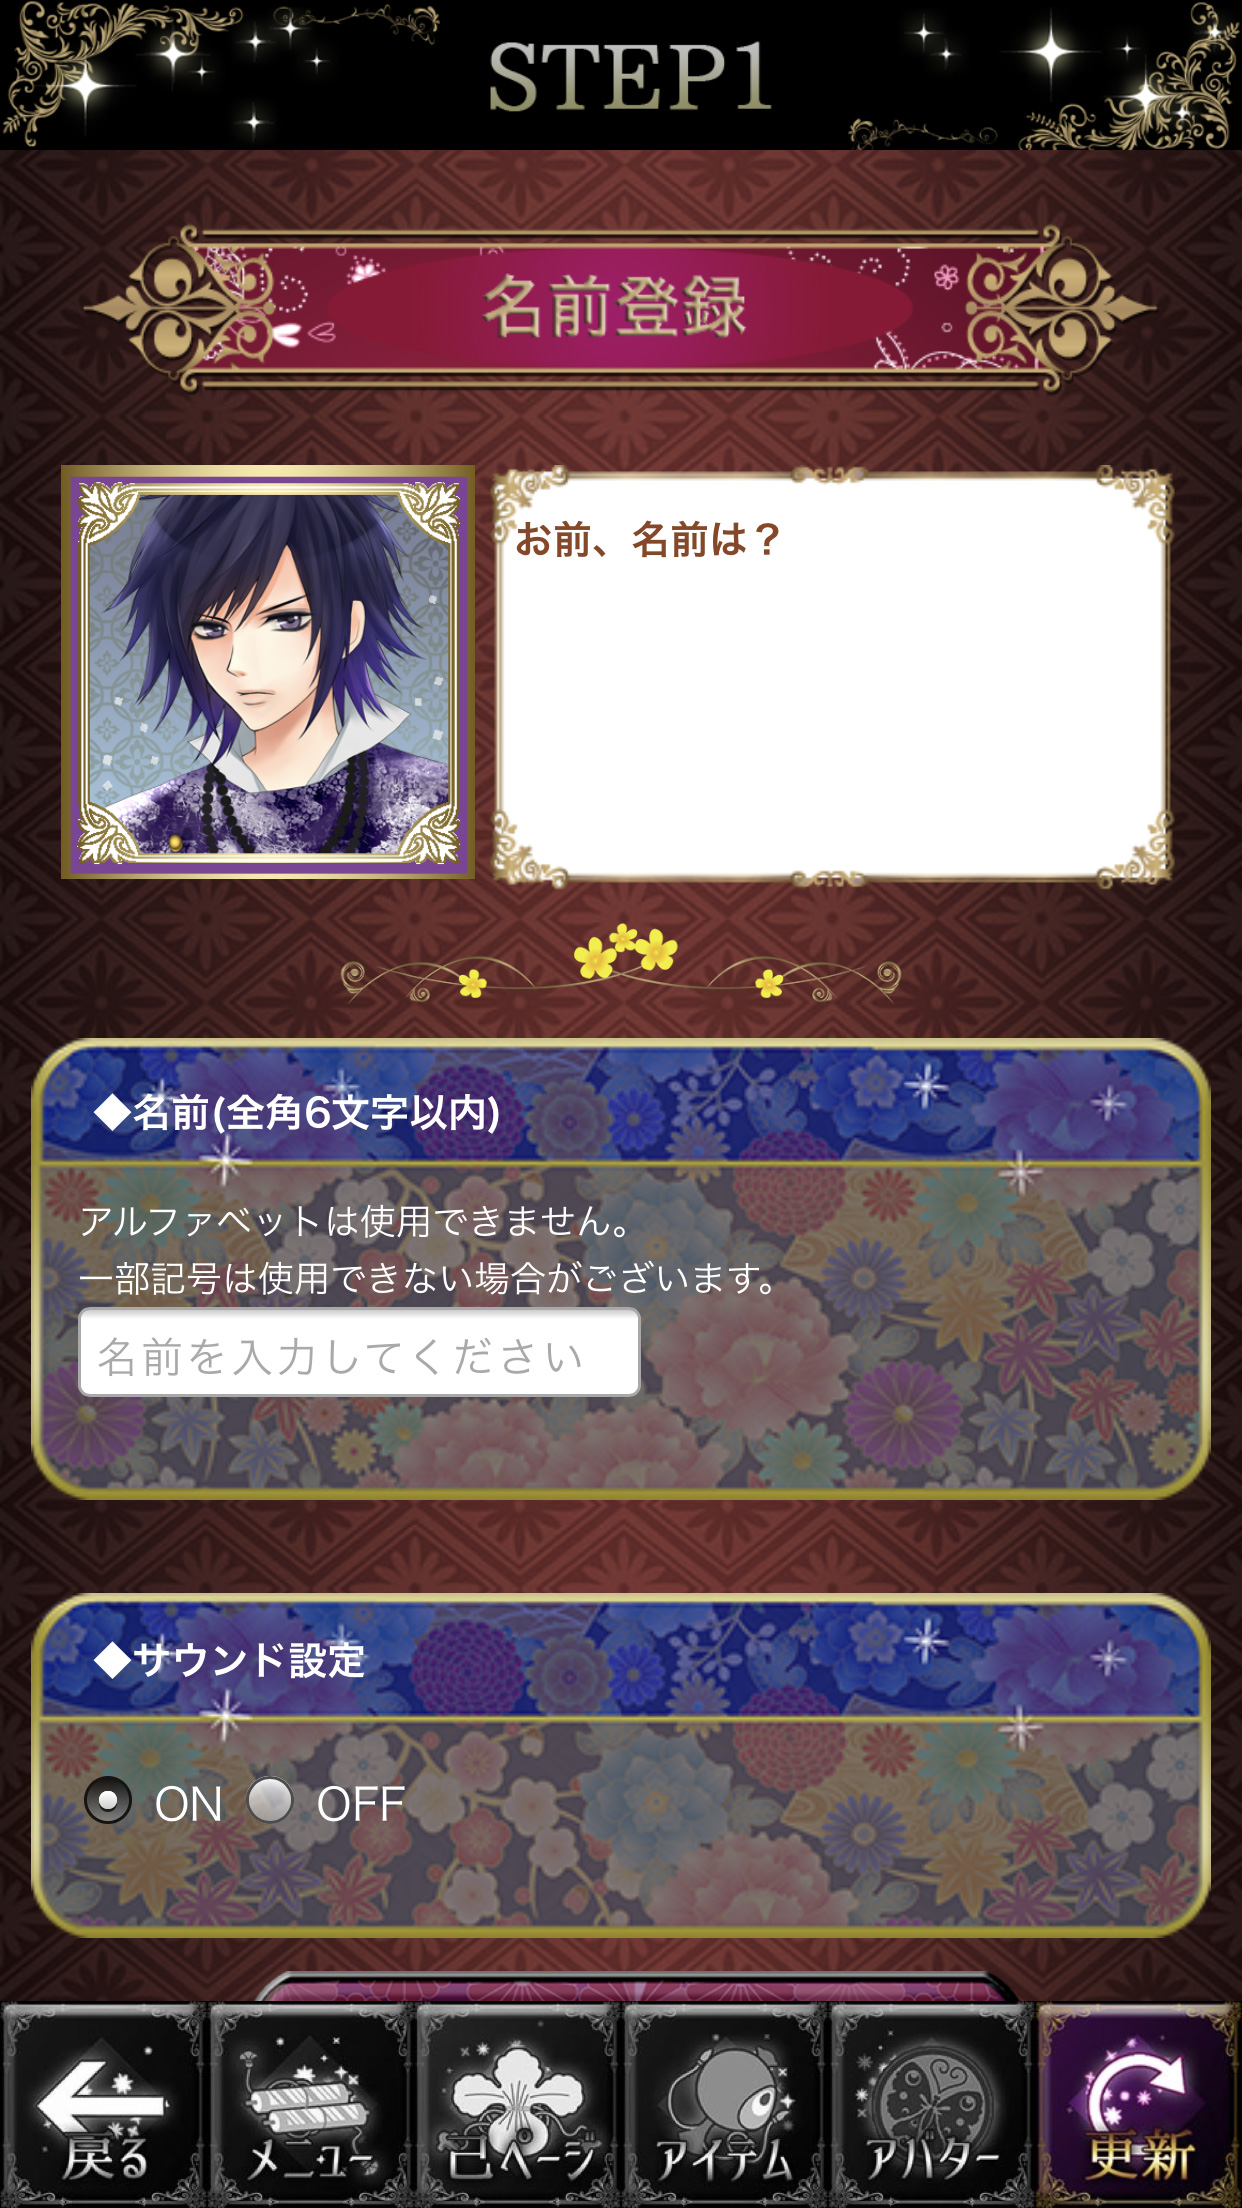 STEP1
名前登録
お前、名前は？
◆名前(全角6文字以内)
アルファベットは使用できません。
一部記号は使用できない場合がございます。
名前を入力してください
◆サウンド設定
ON OFF
戻る メニュー 己ページ アイテム アバター 更新